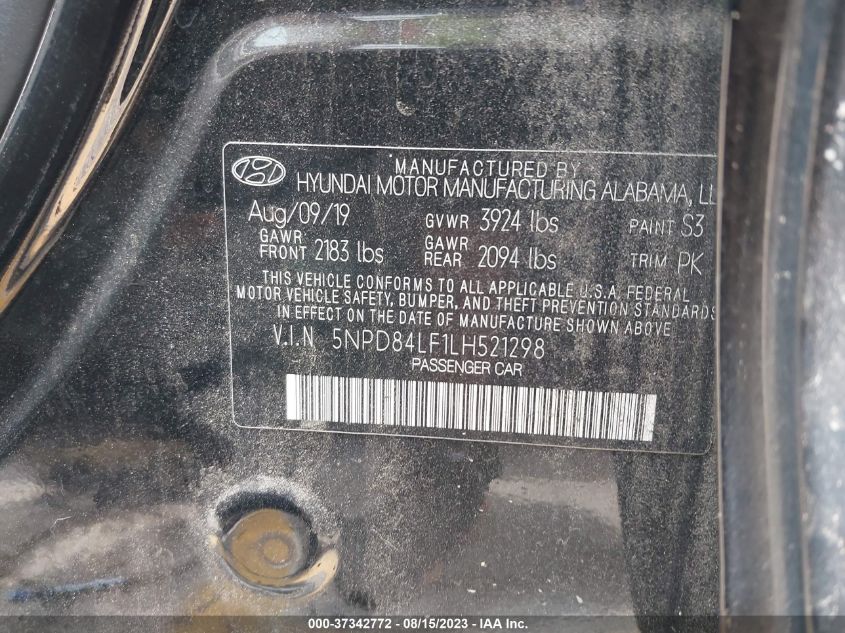 MANUFACTURED BY
HYUNDAI MOTOR MANUFACTURING ALABAMA, LL
Aug/09/19 GVWR 3924 lbs PAINT S3
GAWR FRONT 2183 lbs GAWR REAR 2094 lbs TRIM PK
THIS VEHICLE CONFORMS TO ALL APPLICABLE U.S.A. FEDERAL
MOTOR VEHICLE SAFETY, BUMPER, AND THEFT PREVENTION STANDARDS
IN EFFECT ON THE DATE OF MANUFACTURE SHOWN ABOVE.
V.I.N 5NPD84LF1LH521298
PASSENGER CAR
000-37342772 - 08/15/2023 - IAA Inc.